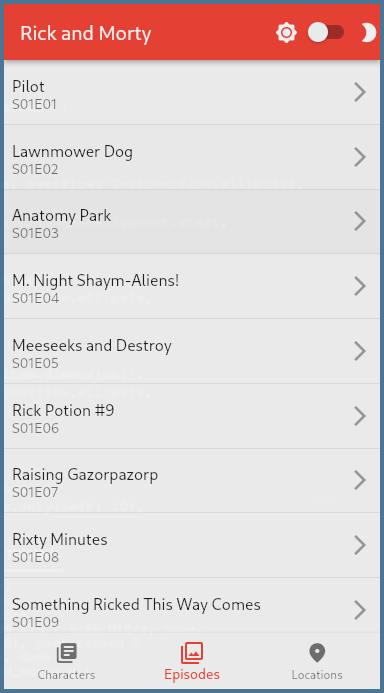 Rick and Morty
Pilot
S01E01
Lawnmower Dog
S01E02
Anatomy Park
S01E03
M. Night Shaym-Aliens!
S01E04
Meeseeks and Destroy
S01E05
Rick Potion #9
S01E06
Raising Gazorpazorp
S01E07
Rixty Minutes
S01E08
Something Ricked This Way Comes
S01E09
Characters
Episodes
Locations